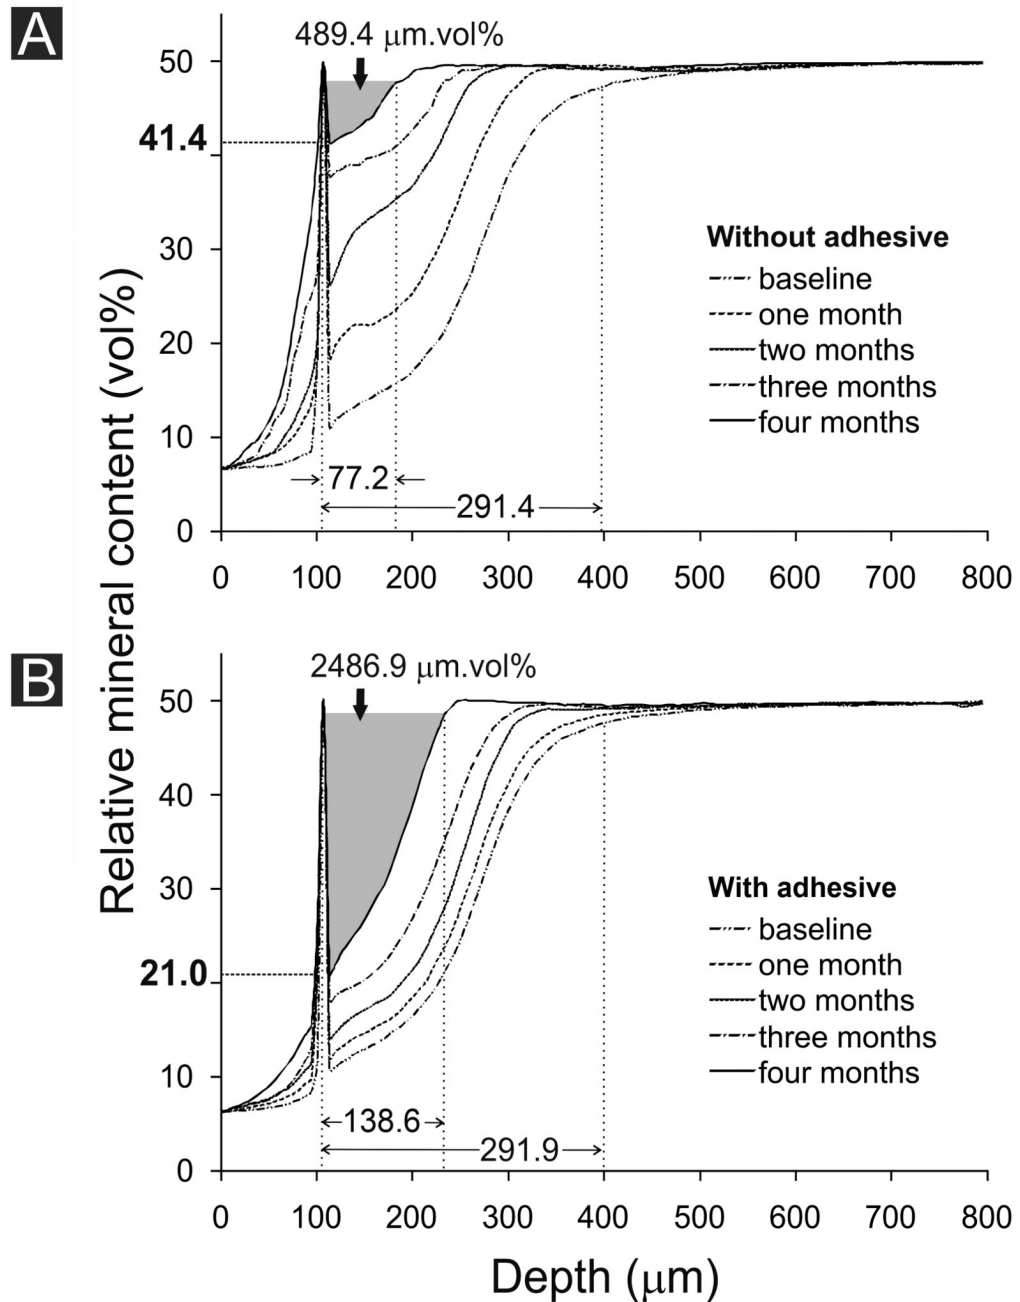 A
489.4 μm.vol%
50
41.4
30
20
10
0
Without adhesive
baseline
one month
two months
three months
four months
77.2
291.4
0 100 200 300 400 500 600 700 800
Relative mineral content (vol%)
B
2486.9 μm.vol%
50
40
30
21.0
10
0
With adhesive
baseline
one month
two months
three months
four months
138.6
291.9
0 100 200 300 400 500 600 700 800
Depth (μm)